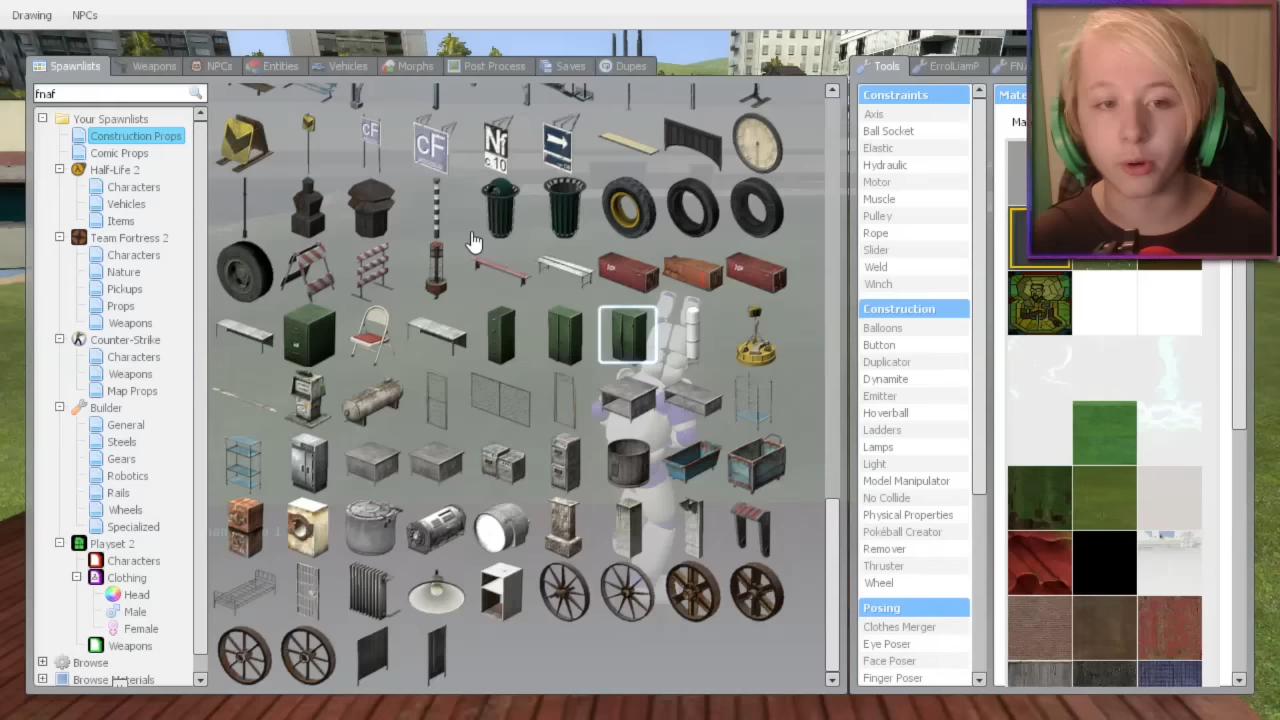 Drawing NPCs
Spawnlists Weapons NPCs Entities Vehicles Morphs Post Process Saves Dupes
Tools ErrolLiamP
fnaf
Your Spawnlists
Construction Props
Comic Props
Half-Life 2
Characters
Vehicles
Items
Team Fortress 2
Characters
Nature
Pickups
Props
Weapons
Counter-Strike
Characters
Weapons
Map Props
Builder
General
Steels
Gears
Robotics
Rails
Wheels
Specialized
Playset 2
Characters
Clothing
Head
Male
Female
Weapons
Browse
Browse Materials
cF
cF
Nf
c 10
Constraints
Axis
Ball Socket
Elastic
Hydraulic
Motor
Muscle
Pulley
Rope
Slider
Weld
Winch
Construction
Balloons
Button
Duplicator
Dynamite
Emitter
Hoverball
Ladders
Lamps
Light
Model Manipulator
No Collide
Physical Properties
Pokéball Creator
Remover
Thruster
Wheel
Posing
Clothes Merger
Eye Poser
Face Poser
Finger Poser